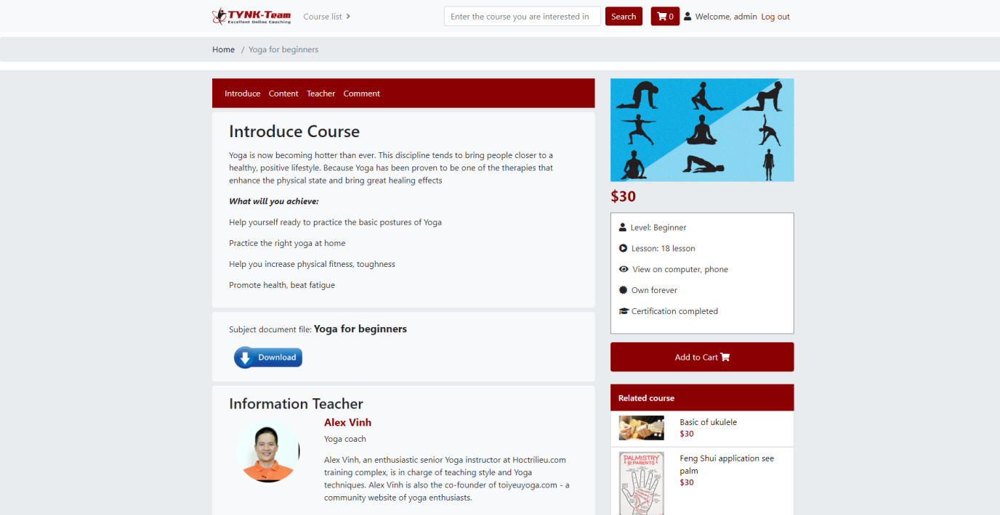 TYNK-Team
Excellent Online Coaching
Course list
Enter the course you are interested in
Search
0
Welcome, admin
Log out
Home / Yoga for beginners
Introduce Content Teacher Comment
Introduce Course
Yoga is now becoming hotter than ever. This discipline tends to bring people closer to a
healthy, positive lifestyle. Because Yoga has been proven to be one of the therapies that
enhance the physical state and bring great healing effects
What will you achieve:
Help yourself ready to practice the basic postures of Yoga
Practice the right yoga at home
Help you increase physical fitness, toughness
Promote health, beat fatigue
Subject document file: Yoga for beginners
Download
Information Teacher
Alex Vinh
Yoga coach
Alex Vinh, an enthusiastic senior Yoga instructor at Hoctrilieu.com
training complex, is in charge of teaching style and Yoga
techniques. Alex Vinh is also the co-founder of toiyeuyoga.com - a
community website of yoga enthusiasts.
$30
Level: Beginner
Lesson: 18 lesson
View on computer, phone
Own forever
Certification completed
Add to Cart
Related course
Basic of ukulele
$30
PALMISTRY
FOR PARENTS
Feng Shui application see
palm
$30